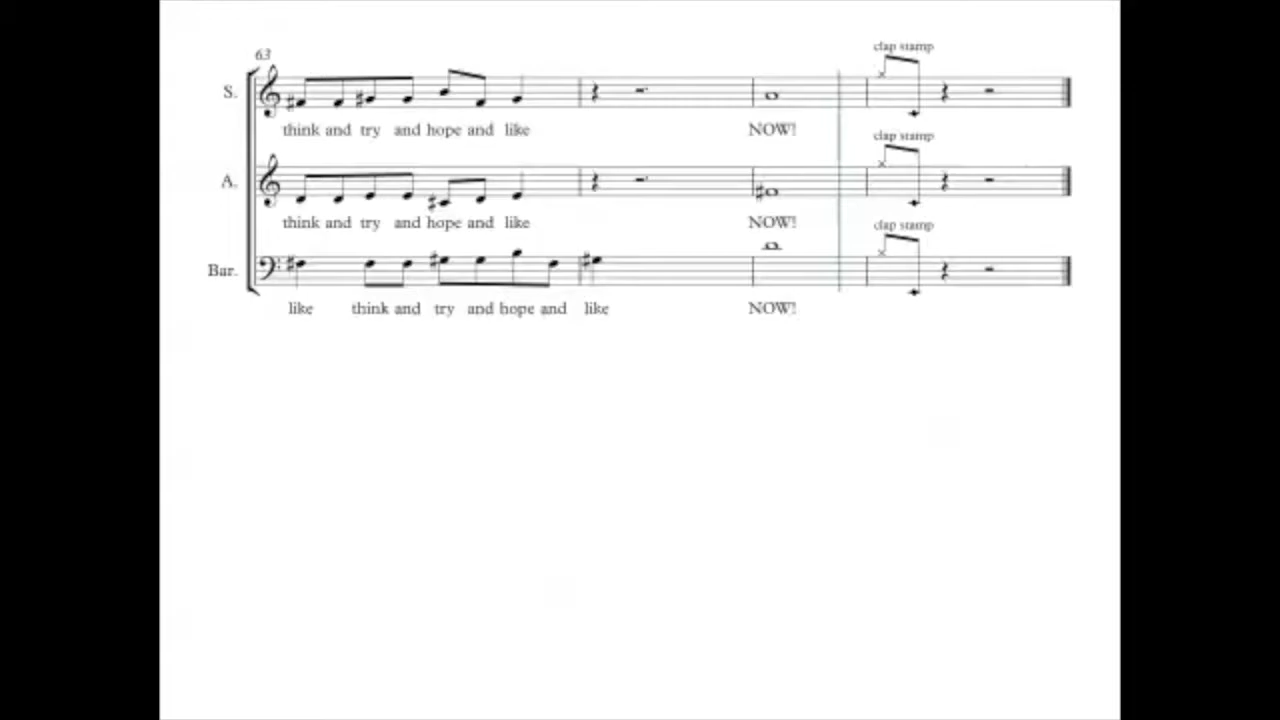 63
clap stamp
S.
think and try and hope and like NOW!
clap stamp
A.
think and try and hope and like NOW!
clap stamp
Bar.
like think and try and hope and like NOW!